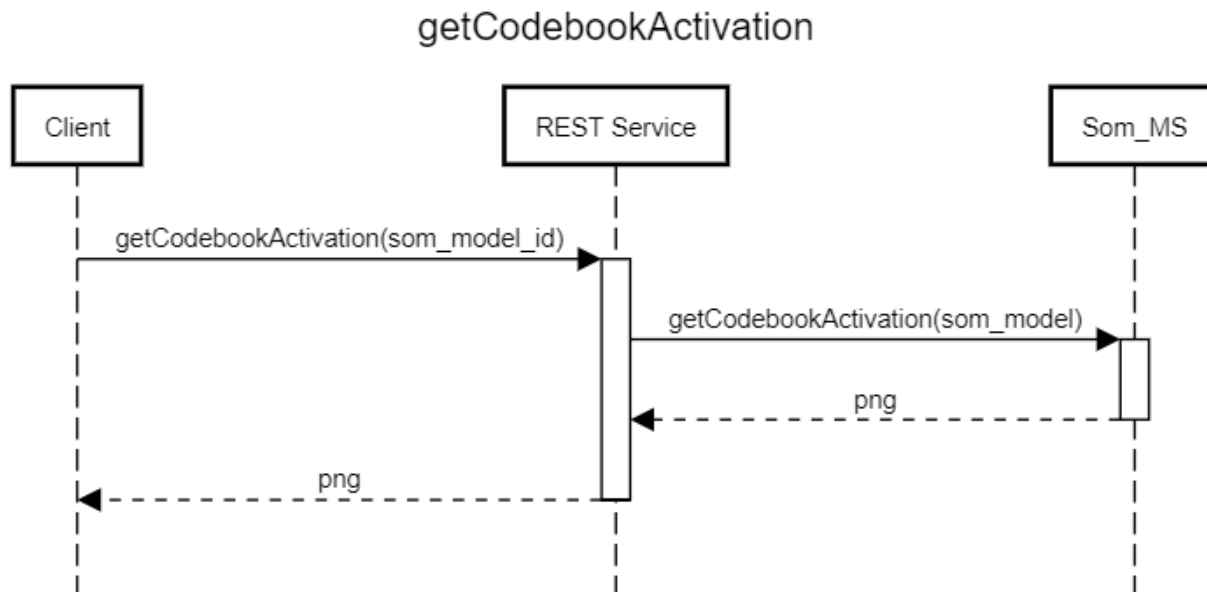 getCodebookActivation
Client
REST Service
Som_MS
getCodebookActivation(som_model_id)
getCodebookActivation(som_model)
png
png